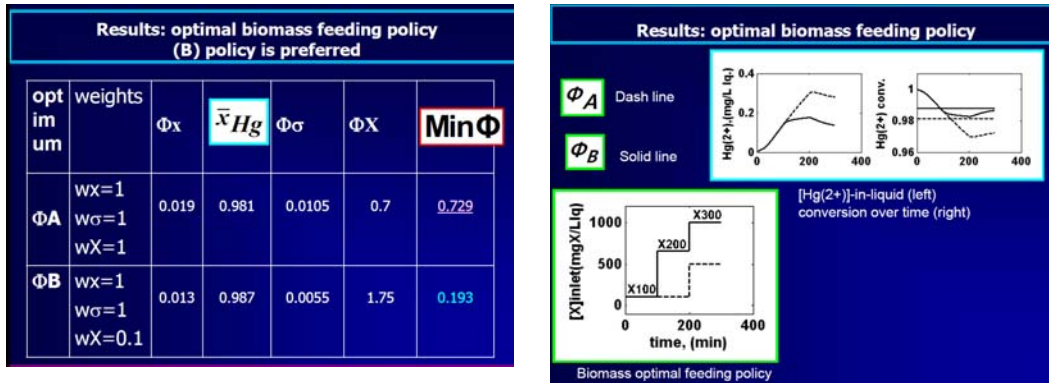 Results: optimal biomass feeding policy
(B) policy is preferred
opt
im
um
weights
Φx
x̄Hg
Φσ
ΦX
MinΦ
ΦA
wx=1
wσ=1
wX=1
0.019
0.981
0.0105
0.7
0.729
ΦB
wx=1
wσ=1
wX=0.1
0.013
0.987
0.0055
1.75
0.193
Results: optimal biomass feeding policy
ΦA Dash line
ΦB Solid line
Hg(2+),(mg/L lq.)
0.4
0.2
0
0 200 400
Hg(2+) conv.
1
0.98
0.96
0 200 400
[Hg(2+)]-in-liquid (left)
conversion over time (right)
[X]inlet(mgX/Llq)
1000
500
0
X100
X200
X300
0 200 400
time, (min)
Biomass optimal feeding policy